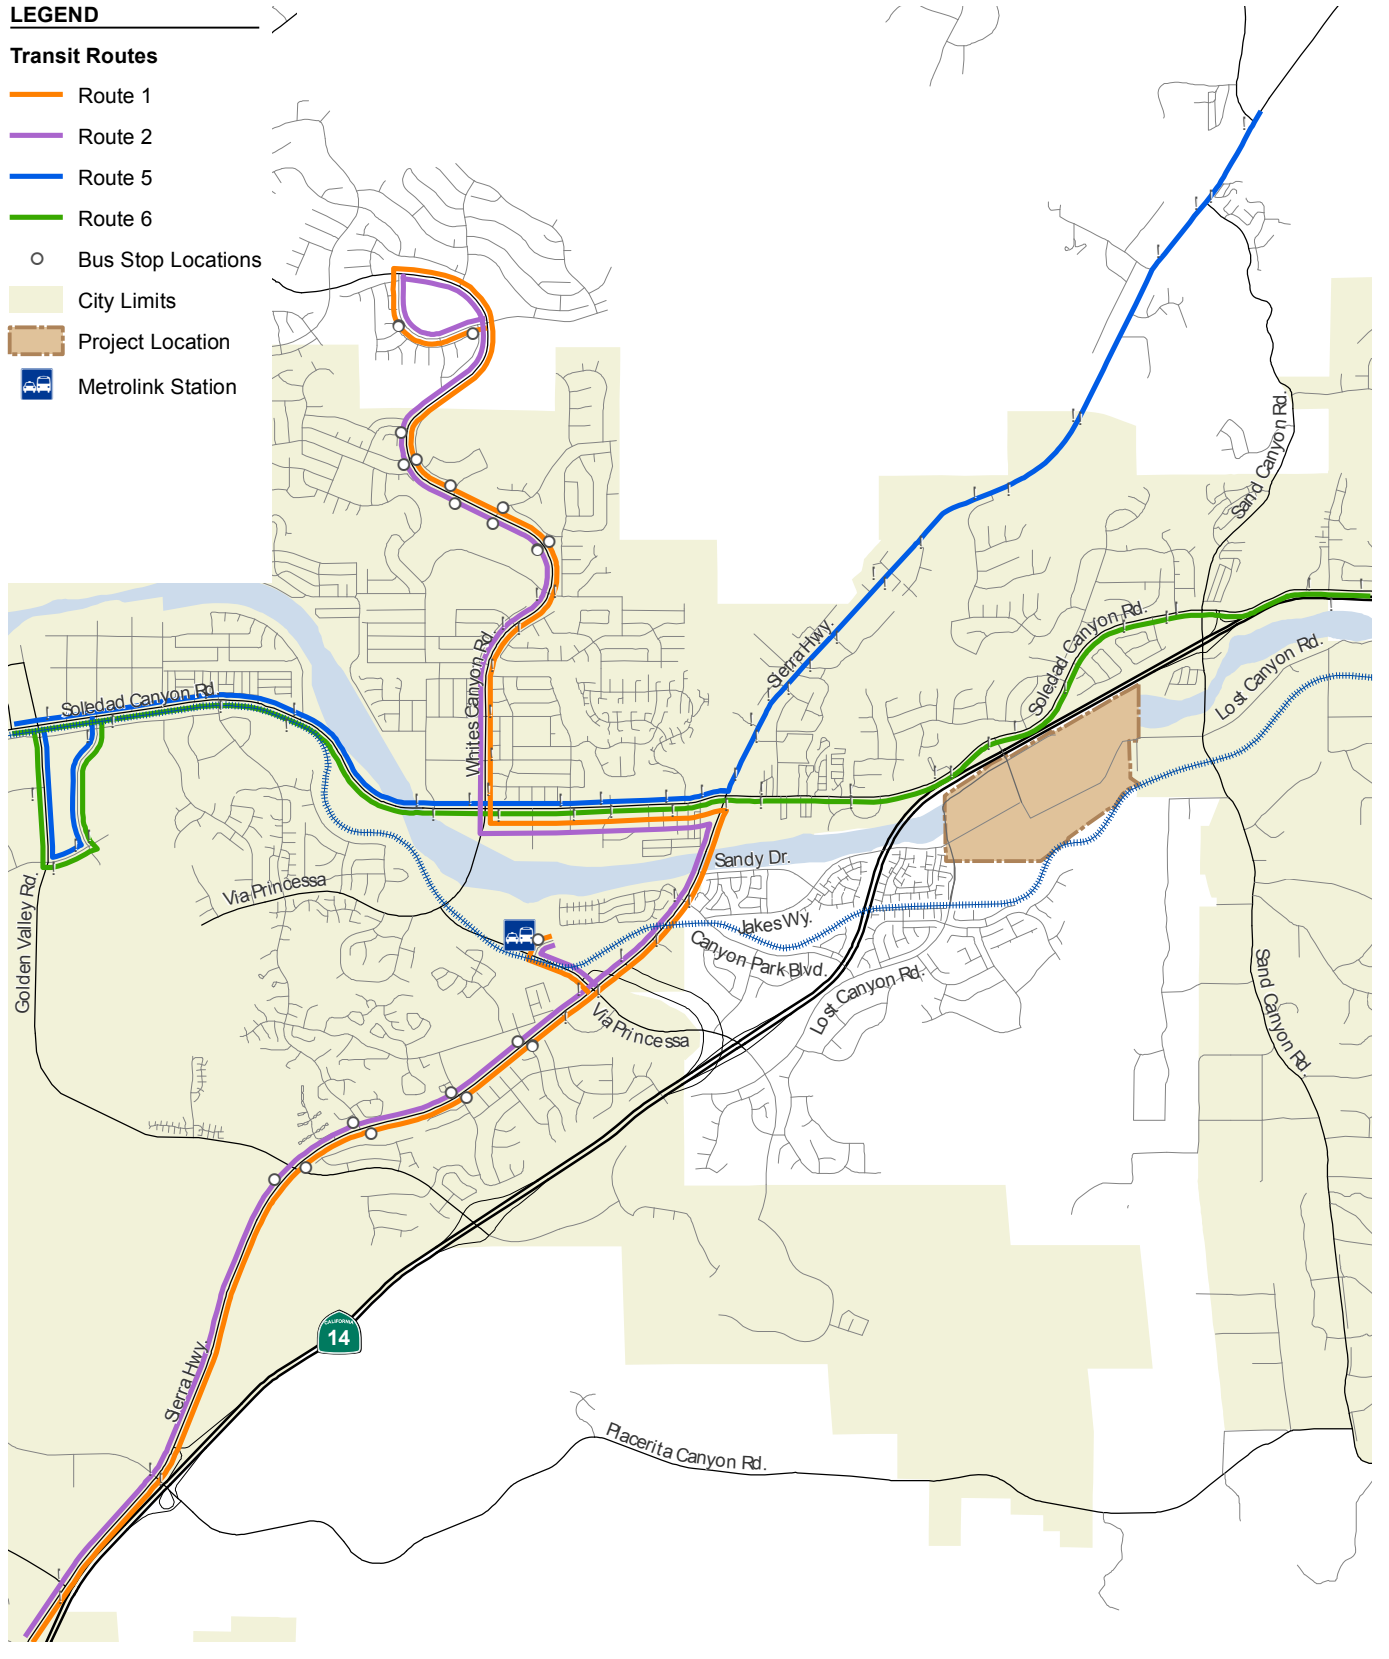 LEGEND
Transit Routes
Route 1
Route 2
Route 5
Route 6
Bus Stop Locations
City Limits
Project Location
Metrolink Station
Sand Canyon Rd.
Soledad Canyon Rd.
Sierra Hwy.
Lost Canyon Rd.
Whites Canyon Rd.
Soledad Canyon Rd.
Sandy Dr.
Via Princessa
Jakes Wy.
Canyon Park Blvd.
Golden Valley Rd.
Lost Canyon Rd.
Via Princessa
Sand Canyon Rd.
CALIFORNIA
14
Sierra Hwy.
Placerita Canyon Rd.